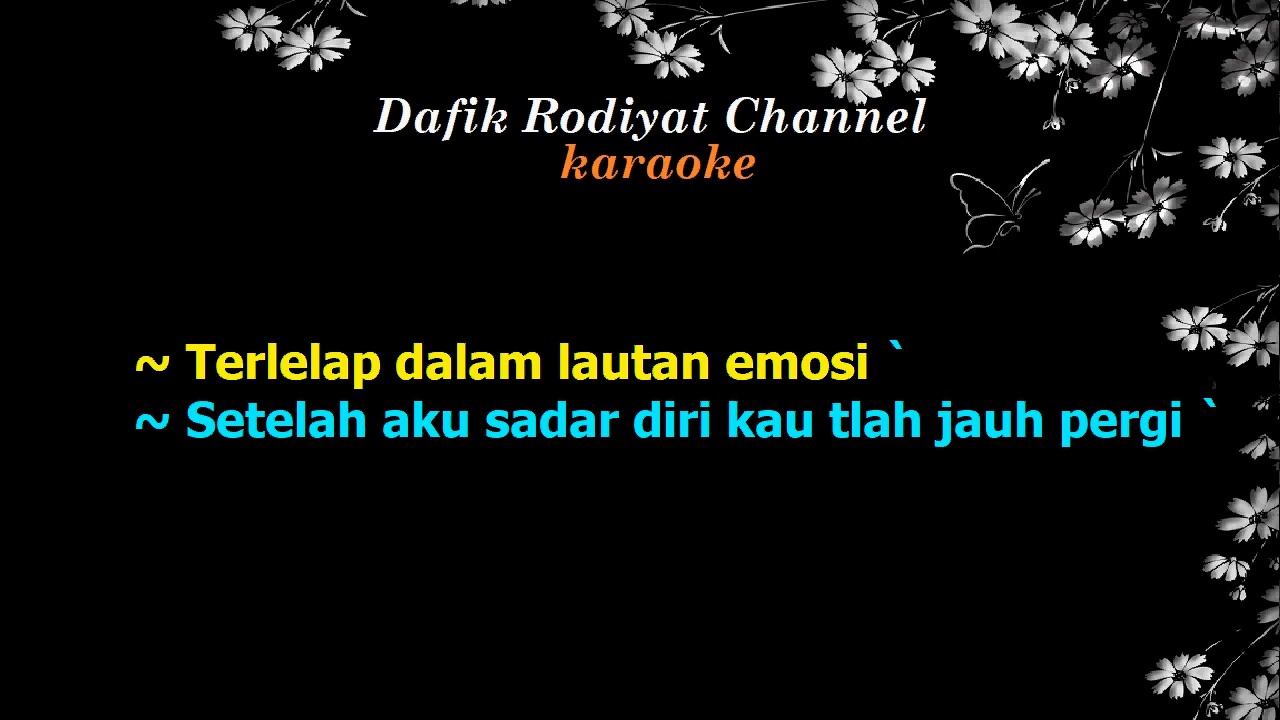 Dafik Rodiyat Channel
karaoke
~ Terlelap dalam lautan emosi `
~ Setelah aku sadar diri kau tlah jauh pergi `